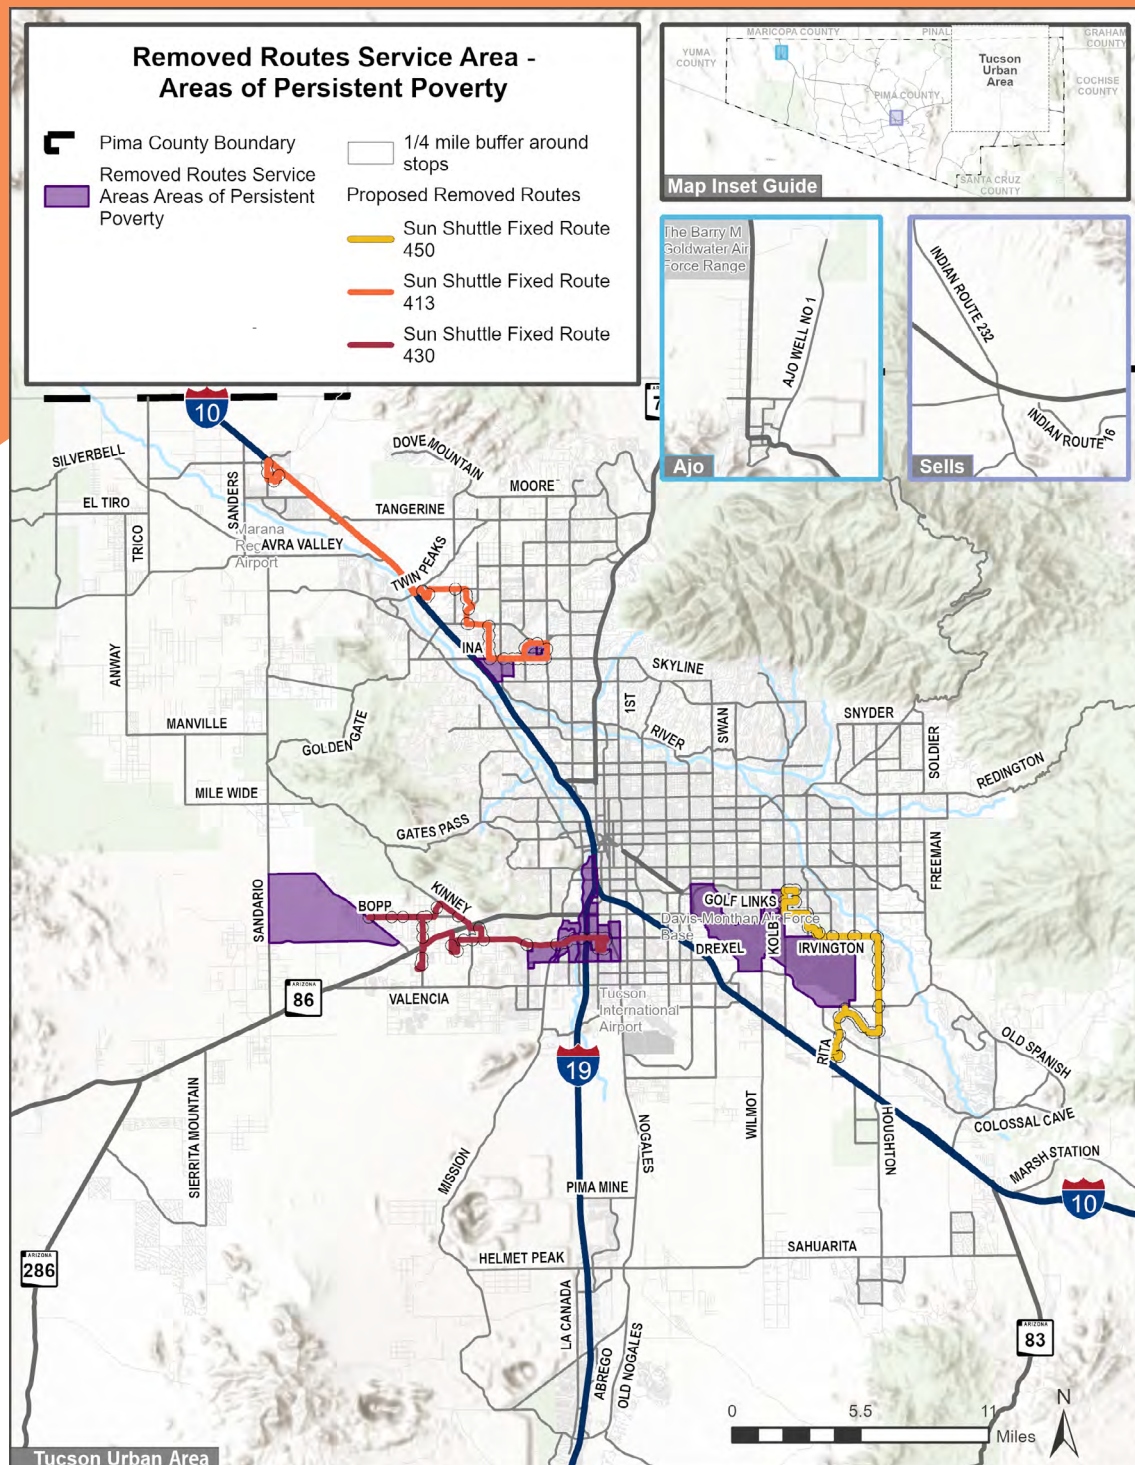 Removed Routes Service Area -
Areas of Persistent Poverty
Pima County Boundary
Removed Routes Service
Areas Areas of Persistent
Poverty
1/4 mile buffer around
stops
Proposed Removed Routes
Sun Shuttle Fixed Route
450
Sun Shuttle Fixed Route
413
Sun Shuttle Fixed Route
430
MARICOPA COUNTY
PINAL
GRAHAM
COUNTY
YUMA
COUNTY
Tucson
Urban
Area
COCHISE
COUNTY
PIMA COUNTY
SANTA CRUZ
COUNTY
Map Inset Guide
The Barry M
Goldwater Air
Force Range
AJO WELL NO 1
Ajo
INDIAN ROUTE 232
INDIAN ROUTE 16
Sells
10
SILVERBELL
DOVE MOUNTAIN
MOORE
EL TIRO
SANDERS
TANGERINE
TRICO
Marana
Reg
Airport
AVRA VALLEY
TWIN PEAKS
INA
SKYLINE
ANWAY
1ST
SWAN
SNYDER
MANVILLE
GOLDEN GATE
RIVER
SOLDIER
REDINGTON
MILE WIDE
GATES PASS
FREEMAN
SANDARIO
BOPP
KINNEY
GOLF LINKS
Davis-Monthan Air Force
Base
KOLB
DREXEL
IRVINGTON
ARIZONA
86
VALENCIA
Tucson
International
Airport
RITA
OLD SPANISH
19
SIERRITA MOUNTAIN
WILMOT
HOUGHTON
COLOSSAL CAVE
NOGALES
MISSION
MARSH STATION
PIMA MINE
10
ARIZONA
286
HELMET PEAK
SAHUARITA
LA CANADA
ABREGO
OLD NOGALES
ARIZONA
83
N
0
5.5
11
Miles
Tucson Urban Area